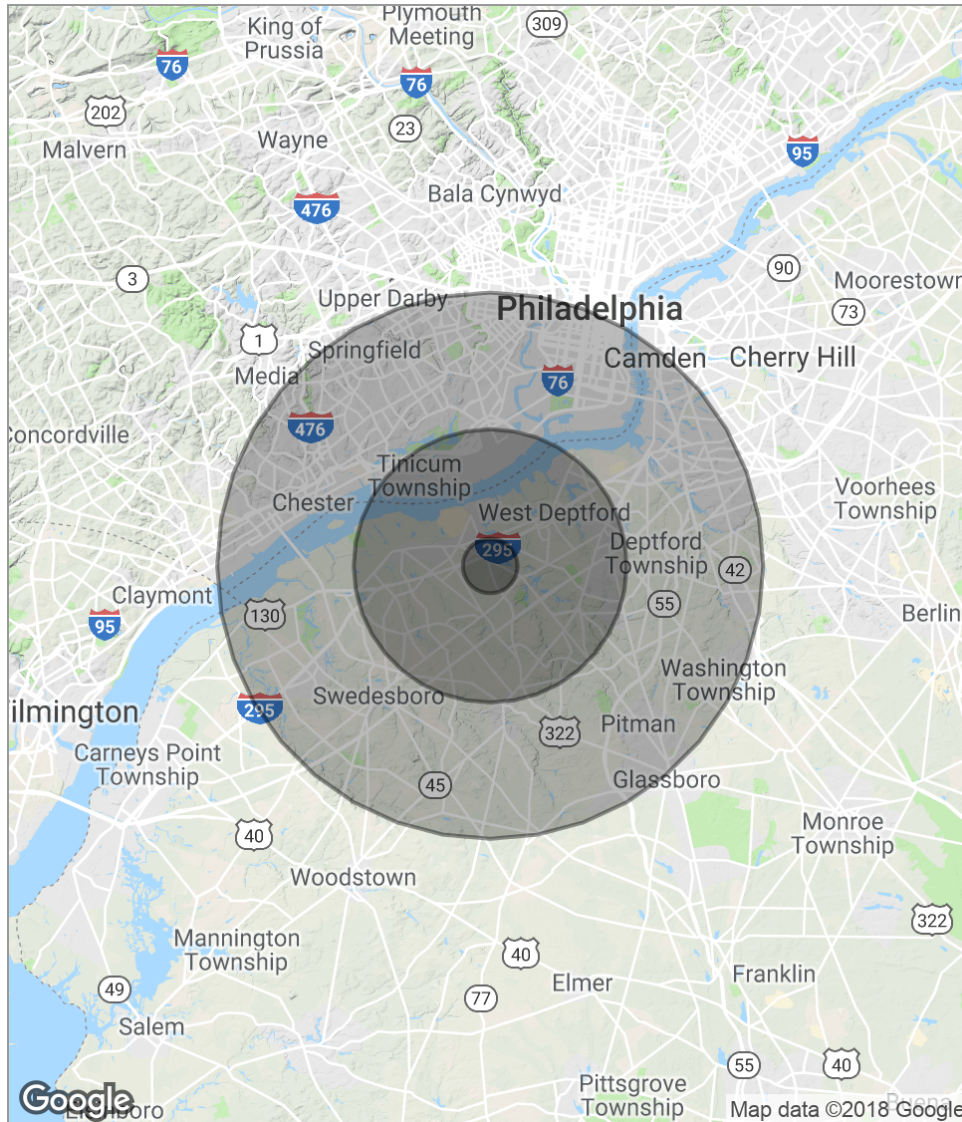 King of
Prussia
Plymouth
Meeting
309
76
76
202
23
Malvern
Wayne
95
Bala Cynwyd
476
3
90
Moorestown
Upper Darby
Philadelphia
73
1
Springfield
Camden
Cherry Hill
Media
76
476
Concordville
Tinicum
Township
Chester
Voorhees
Township
West Deptford
295
Deptford
Township
42
Claymont
55
130
Berlin
95
Washington
Township
Swedesboro
295
ilmington
322
Pitman
Carneys Point
Township
Glassboro
45
40
Monroe
Township
Woodstown
322
Mannington
Township
40
Elmer
Franklin
49
77
Salem
55
40
Pittsgrove
Township
Google
Map data ©2018 Google
Buena